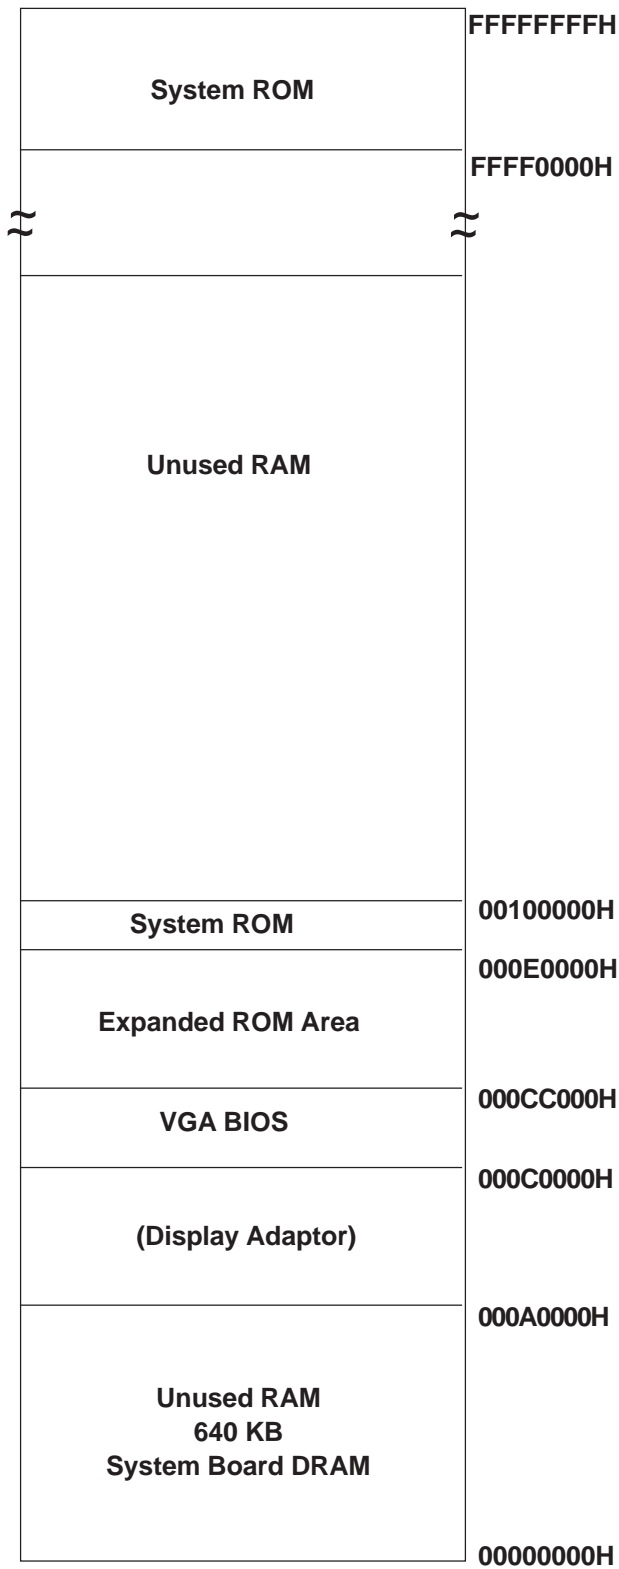 FFFFFFFFH
System ROM
FFFF0000H
Unused RAM
00100000H
System ROM
000E0000H
Expanded ROM Area
000CC000H
VGA BIOS
000C0000H
(Display Adaptor)
000A0000H
Unused RAM
640 KB
System Board DRAM
00000000H